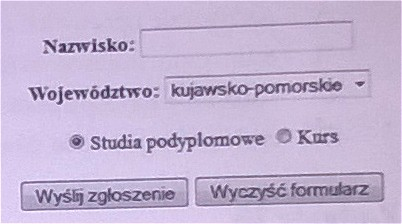 Nazwisko:
Województwo: kujawsko-pomorskie
Studia podyplomowe Kurs
Wyślij zgłoszenie Wyczyść formularz